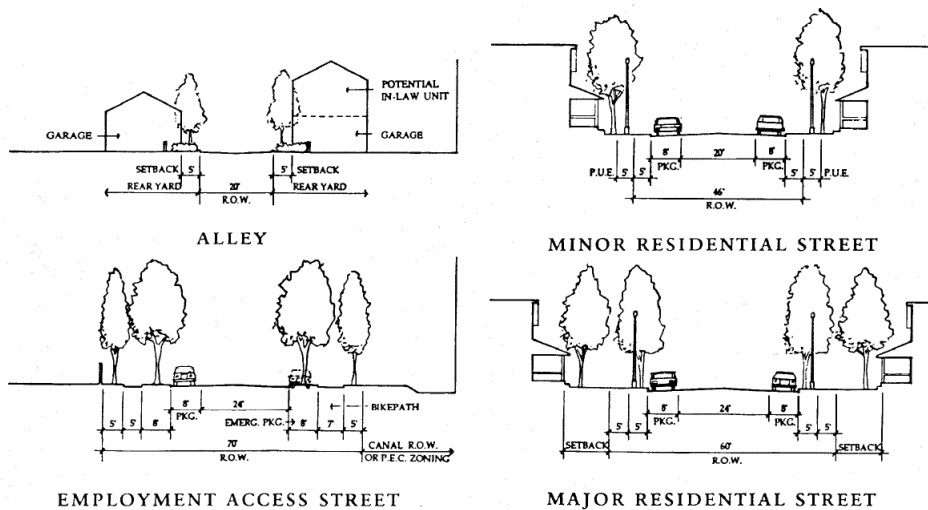 POTENTIAL
IN-LAW UNIT
GARAGE
GARAGE
SETBACK 5' 5' SETBACK
REAR YARD 20' REAR YARD
R.O.W.
ALLEY
8' 20' 8'
PKG. PKG.
P.U.E. 5' 5' 5' 5' P.U.E.
46'
R.O.W.
MINOR RESIDENTIAL STREET
8' 24' BIKEPATH
PKG. EMERG. PKG.
5' 5' 8' 8' 7' 5'
70' CANAL R.O.W.
R.O.W. OR P.E.C. ZONING
EMPLOYMENT ACCESS STREET
8' 24' 8'
PKG. PKG.
5' 5' 5' 5'
SETBACK 60' SETBACK
R.O.W.
MAJOR RESIDENTIAL STREET